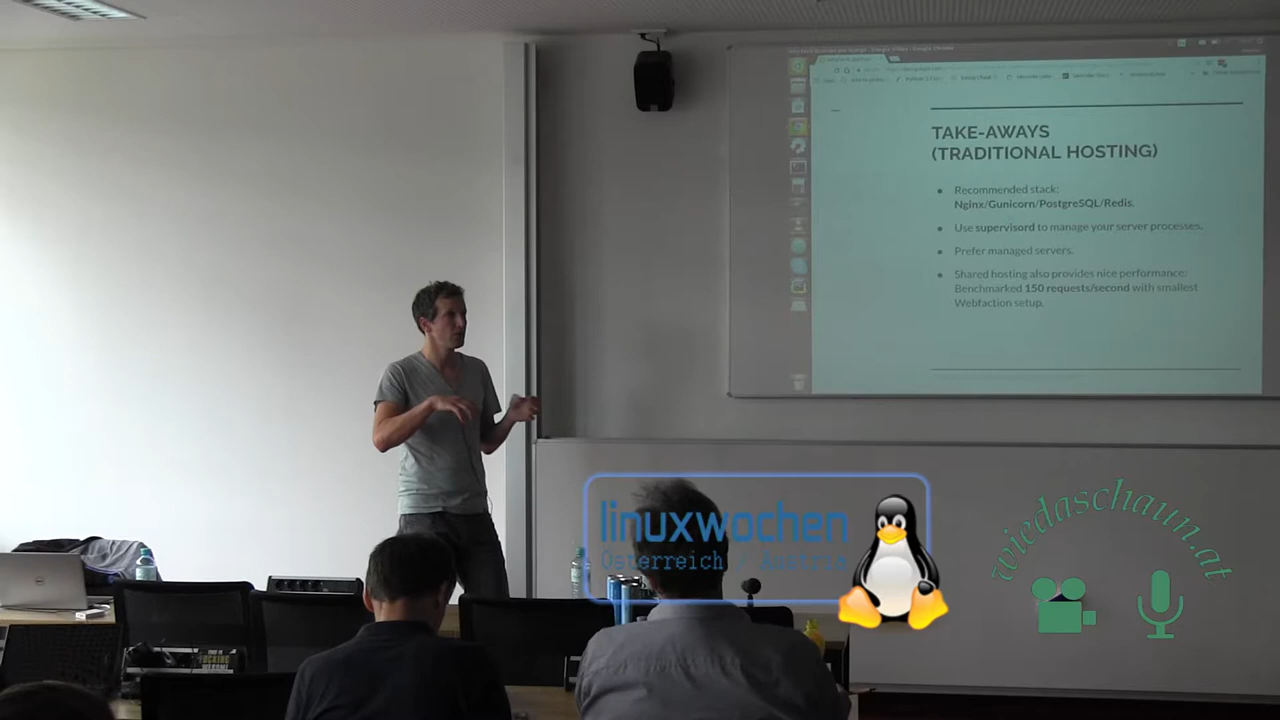 TAKE-AWAYS
(TRADITIONAL HOSTING)
Recommended stack:
Nginx/Gunicorn/PostgreSQL/Redis.
Use supervisord to manage your server processes.
Prefer managed servers.
Shared hosting also provides nice performance:
Benchmarked 150 requests/second with smallest
Webfaction setup.
linuxwochen
Österreich / Austria
wiedaschaun.at
DELL